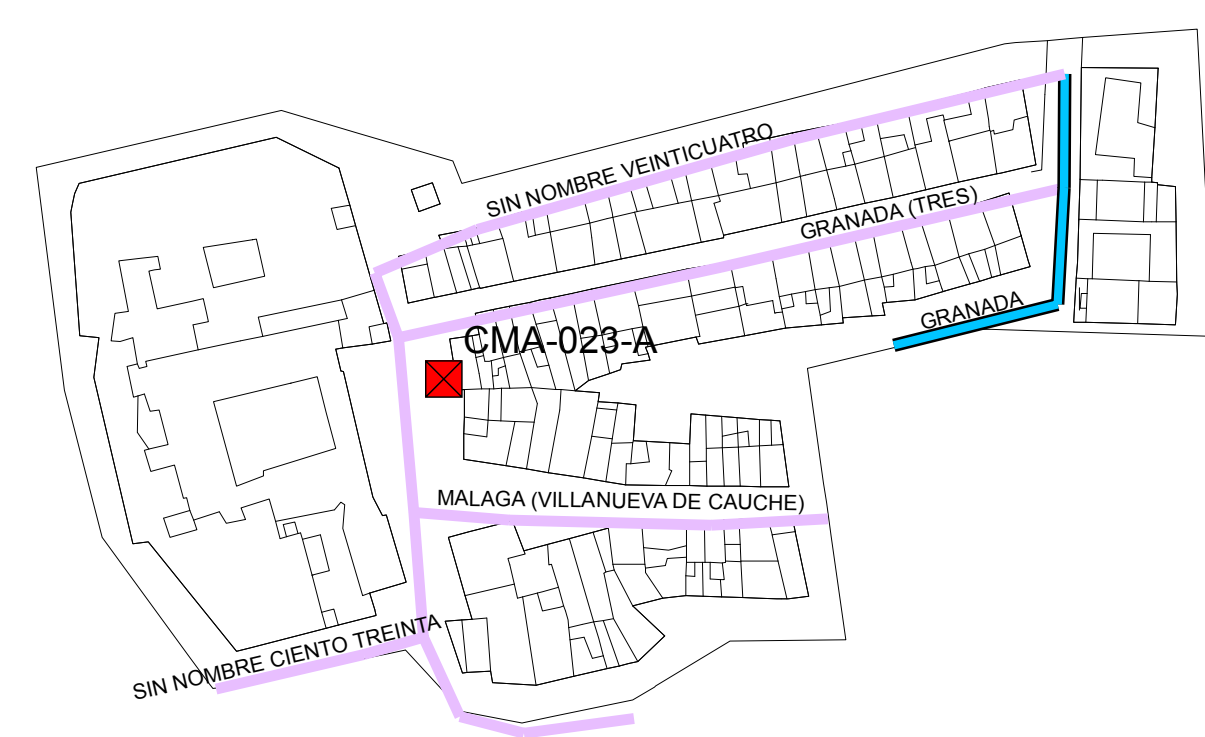 SIN NOMBRE VEINTICUATRO
GRANADA (TRES)
GRANADA
CMA-023-A
MALAGA (VILLANUEVA DE CAUCHE)
SIN NOMBRE CIENTO TREINTA